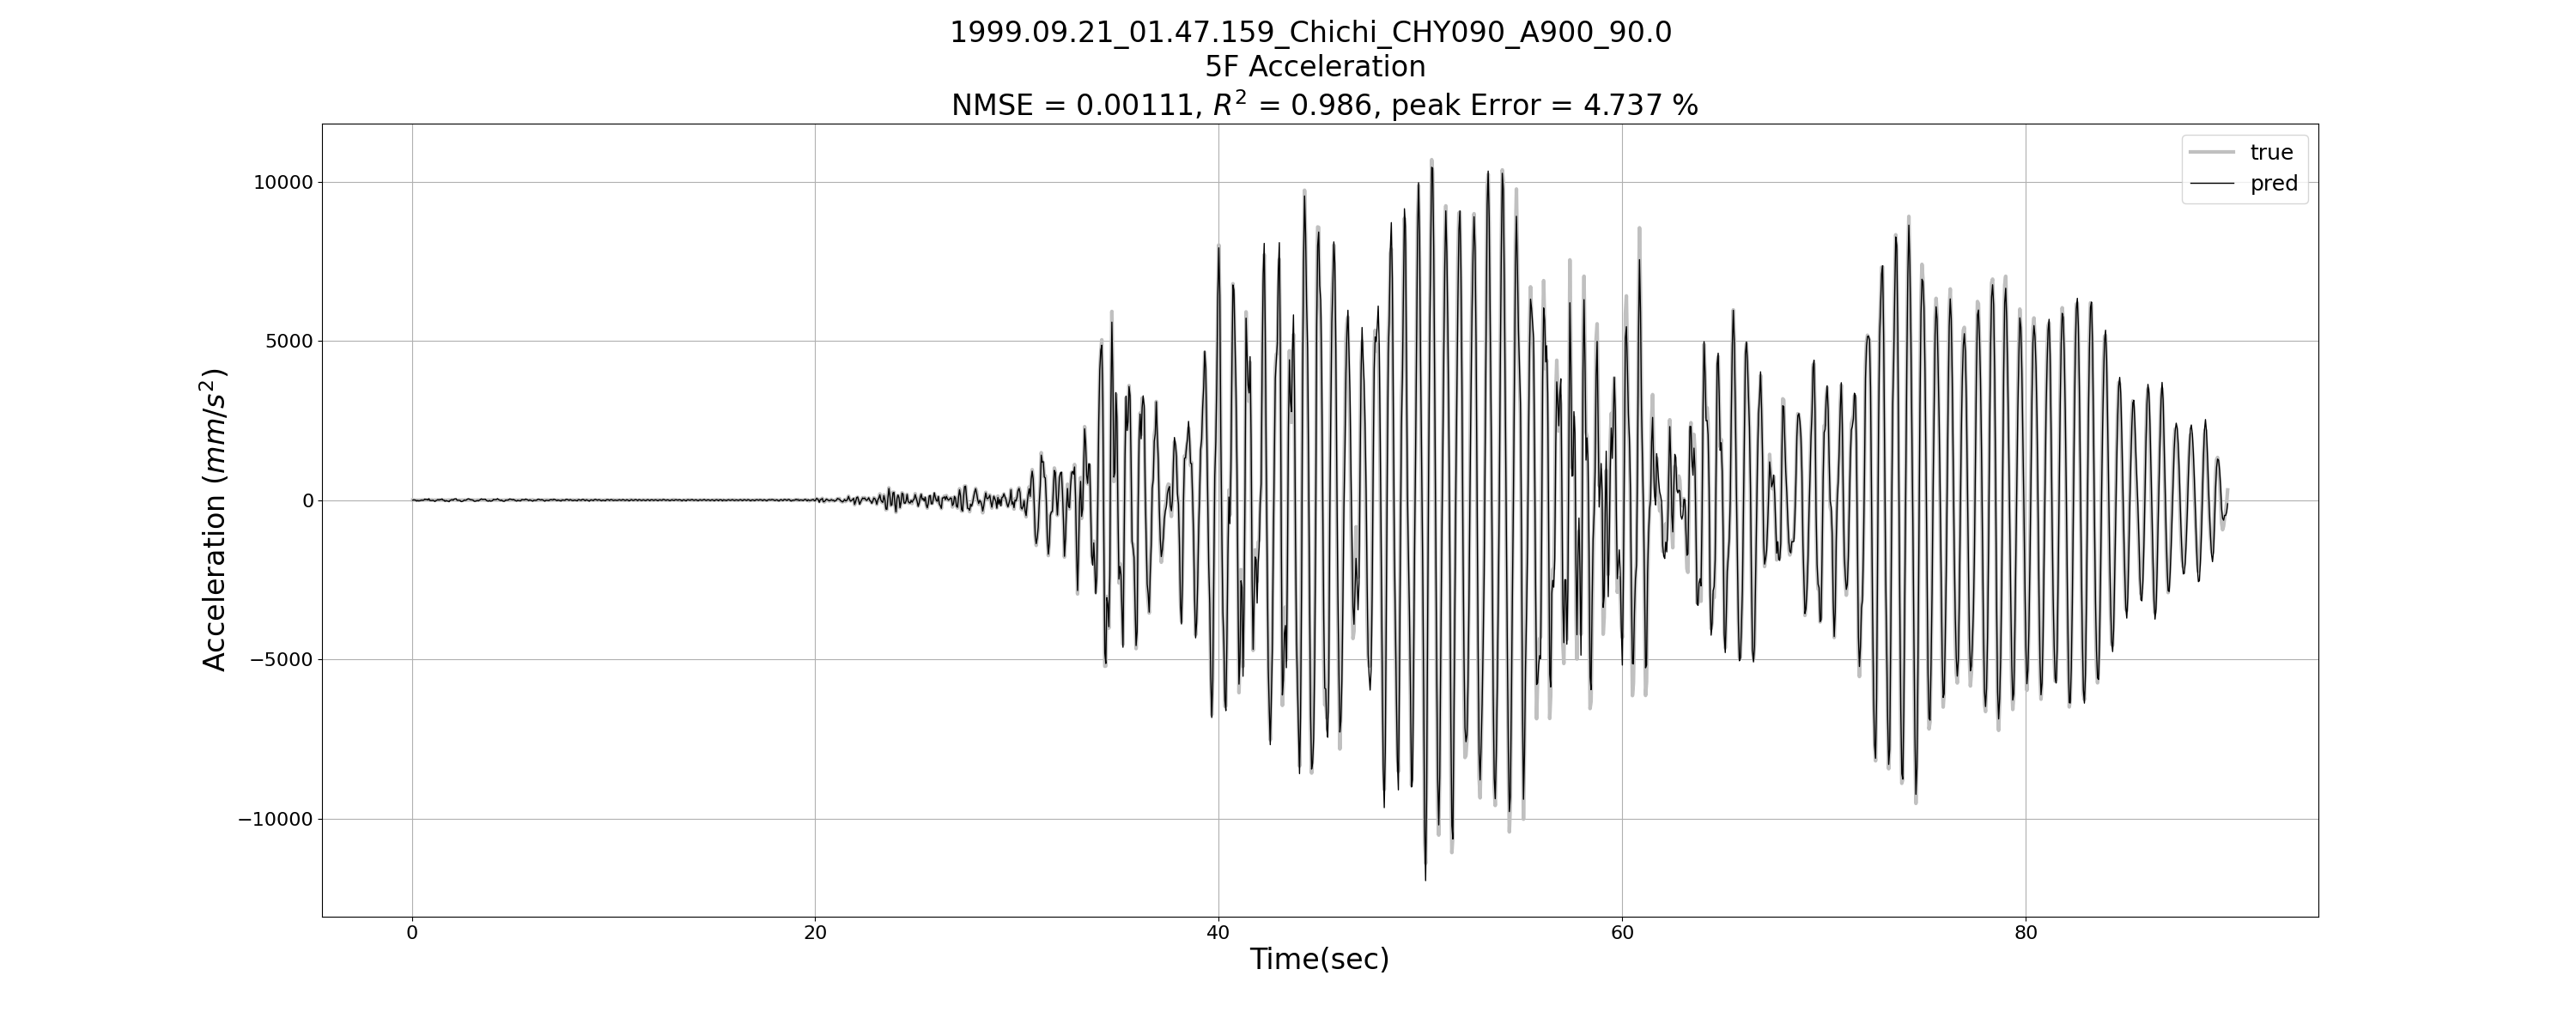 1999.09.21_01.47.159_Chichi_CHY090_A900_90.0
5F Acceleration
NMSE = 0.00111, R² = 0.986, peak Error = 4.737 %
true
pred
10000
5000
0
−5000
−10000
Acceleration (mm/s²)
0
20
40
60
80
Time(sec)